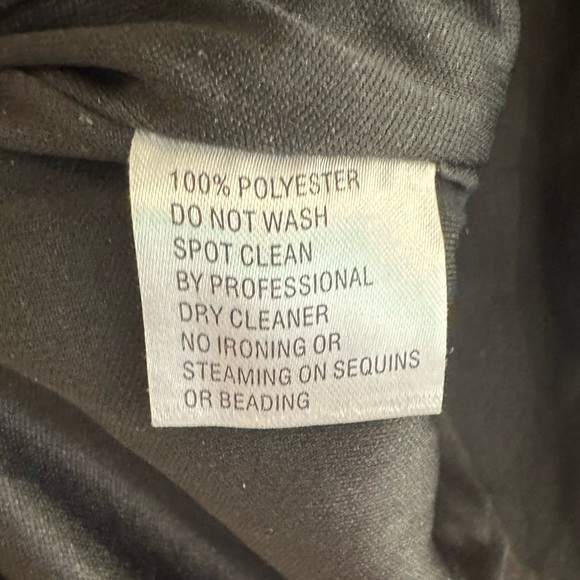 100% POLYESTER
DO NOT WASH
SPOT CLEAN
BY PROFESSIONAL
DRY CLEANER
NO IRONING OR
STEAMING ON SEQUINS
OR BEADING